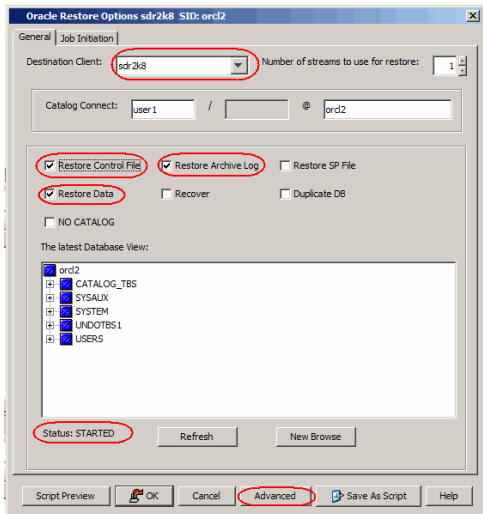 Oracle Restore Options sdr2k8 SID: orcl2
General Job Initiation
Destination Client: sdr2k8 Number of streams to use for restore: 1
Catalog Connect: user1 / @ orcl2
Restore Control File Restore Archive Log Restore SP File
Restore Data Recover Duplicate DB
NO CATALOG
The latest Database View:
orcl2
CATALOG_TBS
SYSAUX
SYSTEM
UNDOTBS1
USERS
Status: STARTED Refresh New Browse
Script Preview OK Cancel Advanced Save As Script Help